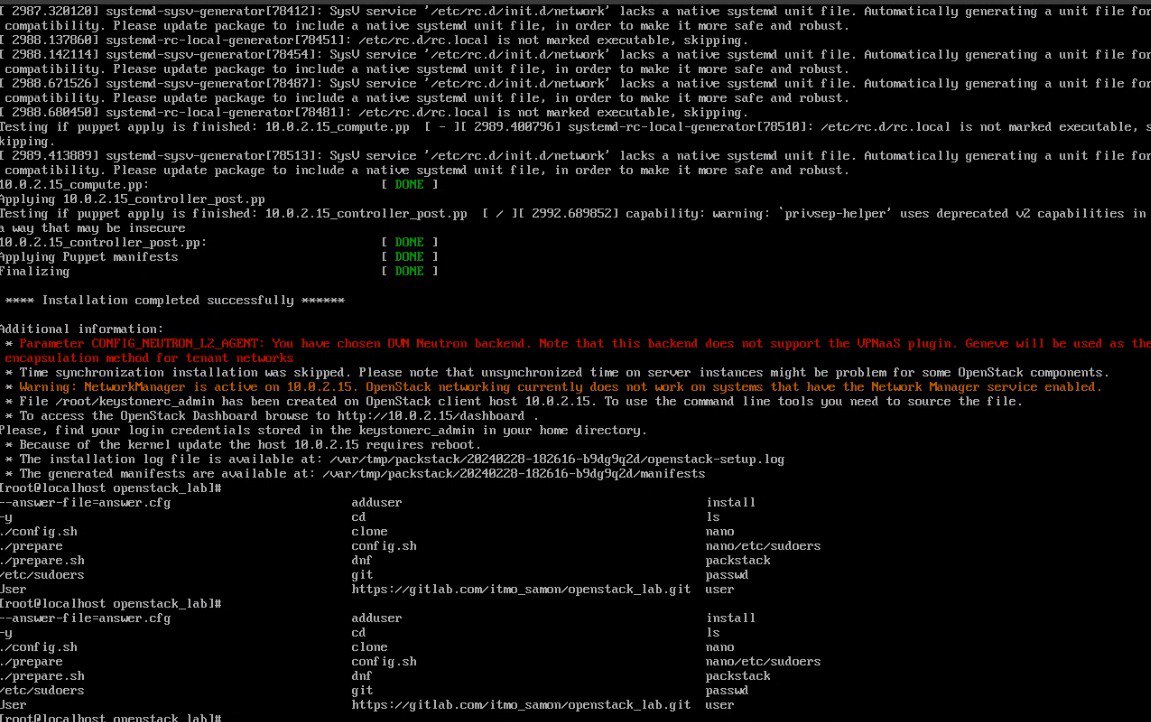 [ 2987.320120] systemd-sysv-generator[78412]: SysV service '/etc/rc.d/init.d/network' lacks a native systemd unit file. Automatically generating a unit file for
 compatibility. Please update package to include a native systemd unit file, in order to make it more safe and robust.
[ 2988.137860] systemd-rc-local-generator[78451]: /etc/rc.d/rc.local is not marked executable, skipping.
[ 2988.142114] systemd-sysv-generator[78454]: SysV service '/etc/rc.d/init.d/network' lacks a native systemd unit file. Automatically generating a unit file for
 compatibility. Please update package to include a native systemd unit file, in order to make it more safe and robust.
[ 2988.671526] systemd-sysv-generator[78487]: SysV service '/etc/rc.d/init.d/network' lacks a native systemd unit file. Automatically generating a unit file for
 compatibility. Please update package to include a native systemd unit file, in order to make it more safe and robust.
[ 2988.680450] systemd-rc-local-generator[78481]: /etc/rc.d/rc.local is not marked executable, skipping.
Testing if puppet apply is finished: 10.0.2.15_compute.pp  [ - ][ 2989.400796] systemd-rc-local-generator[78510]: /etc/rc.d/rc.local is not marked executable, s
kipping.
[ 2989.413889] systemd-sysv-generator[78513]: SysV service '/etc/rc.d/init.d/network' lacks a native systemd unit file. Automatically generating a unit file for
 compatibility. Please update package to include a native systemd unit file, in order to make it more safe and robust.
10.0.2.15_compute.pp: [ DONE ]
Applying 10.0.2.15_controller_post.pp
Testing if puppet apply is finished: 10.0.2.15_controller_post.pp  [ / ][ 2992.689852] capability: warning: `privsep-helper' uses deprecated v2 capabilities in
a way that may be insecure
10.0.2.15_controller_post.pp: [ DONE ]
Applying Puppet manifests [ DONE ]
Finalizing [ DONE ]
 **** Installation completed successfully ******
Additional information:
 * Parameter CONFIG_NEUTRON_L2_AGENT: You have chosen OVN Neutron backend. Note that this backend does not support the VPNaaS plugin. Geneve will be used as the
encapsulation method for tenant networks
 * Time synchronization installation was skipped. Please note that unsynchronized time on server instances might be problem for some OpenStack components.
 * Warning: NetworkManager is active on 10.0.2.15. OpenStack networking currently does not work on systems that have the Network Manager service enabled.
 * File /root/keystonerc_admin has been created on OpenStack client host 10.0.2.15. To use the command line tools you need to source the file.
 * To access the OpenStack Dashboard browse to http://10.0.2.15/dashboard .
Please, find your login credentials stored in the keystonerc_admin in your home directory.
 * Because of the kernel update the host 10.0.2.15 requires reboot.
 * The installation log file is available at: /var/tmp/packstack/20240228-182616-b9dg9q2d/openstack-setup.log
 * The generated manifests are available at: /var/tmp/packstack/20240228-182616-b9dg9q2d/manifests
[root@localhost openstack_lab]#
--answer-file=answer.cfg adduser install
-y cd ls
./config.sh clone nano
./prepare config.sh nano/etc/sudoers
./prepare.sh dnf packstack
/etc/sudoers git passwd
User https://gitlab.com/itmo_samon/openstack_lab.git user
[root@localhost openstack_lab]#
--answer-file=answer.cfg adduser install
-y cd ls
./config.sh clone nano
./prepare config.sh nano/etc/sudoers
./prepare.sh dnf packstack
/etc/sudoers git passwd
User https://gitlab.com/itmo_samon/openstack_lab.git user
[root@localhost openstack_lab]#